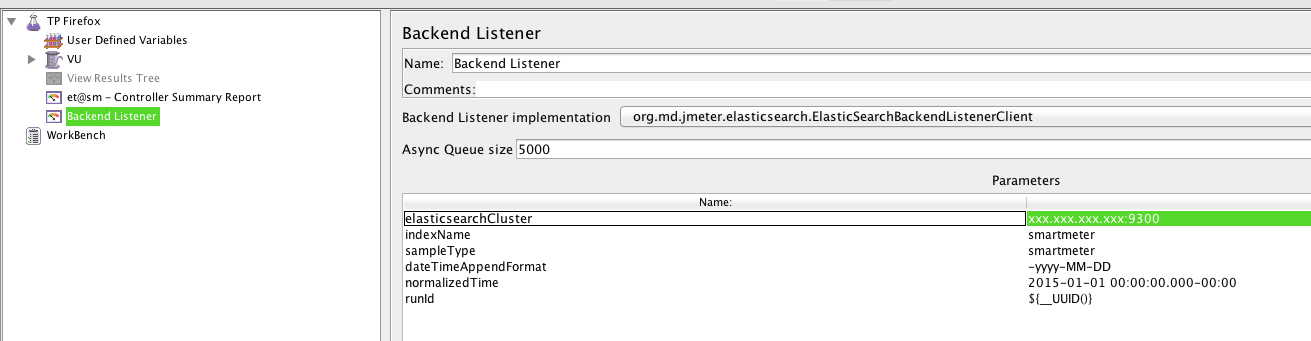 TP Firefox
User Defined Variables
VU
View Results Tree
et@sm - Controller Summary Report
Backend Listener
WorkBench
Backend Listener
Name: Backend Listener
Comments:
Backend Listener implementation org.md.jmeter.elasticsearch.ElasticSearchBackendListenerClient
Async Queue size 5000
Parameters
Name:
elasticsearchCluster xxx.xxx.xxx.xxx:9300
indexName smartmeter
sampleType smartmeter
dateTimeAppendFormat -yyyy-MM-DD
normalizedTime 2015-01-01 00:00:00.000-00:00
runId ${__UUID()}